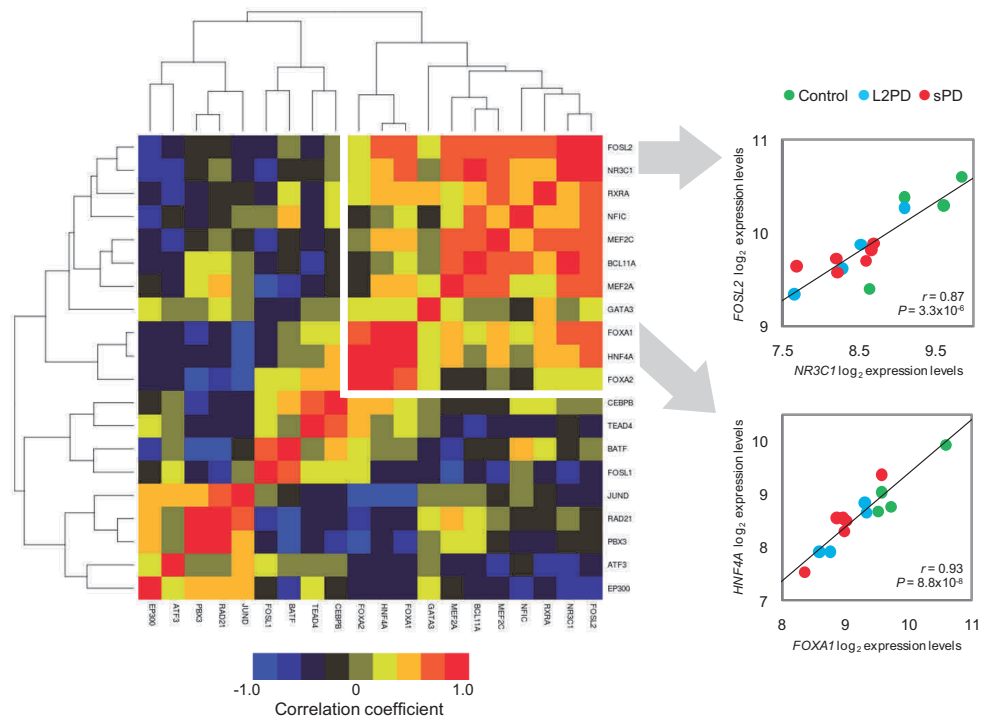 Control L2PD sPD
FOSL2
NR3C1
RXRA
NFIC
MEF2C
BCL11A
MEF2A
GATA3
FOXA1
HNF4A
FOXA2
CEBPB
TEAD4
BATF
FOSL1
JUND
RAD21
PBX3
ATF3
EP300
EP300 ATF3 PBX3 RAD21 JUND FOSL1 BATF TEAD4 CEBPB FOXA2 HNF4A FOXA1 GATA3 MEF2A BCL11A MEF2C NFIC RXRA NR3C1 FOSL2
-1.0 0 1.0
Correlation coefficient
FOSL2 log2 expression levels
11
10
9
r = 0.87
P = 3.3x10-6
7.5 8.5 9.5
NR3C1 log2 expression levels
HNF4A log2 expression levels
10
9
8
7
r = 0.93
P = 8.8x10-8
8 9 10 11
FOXA1 log2 expression levels